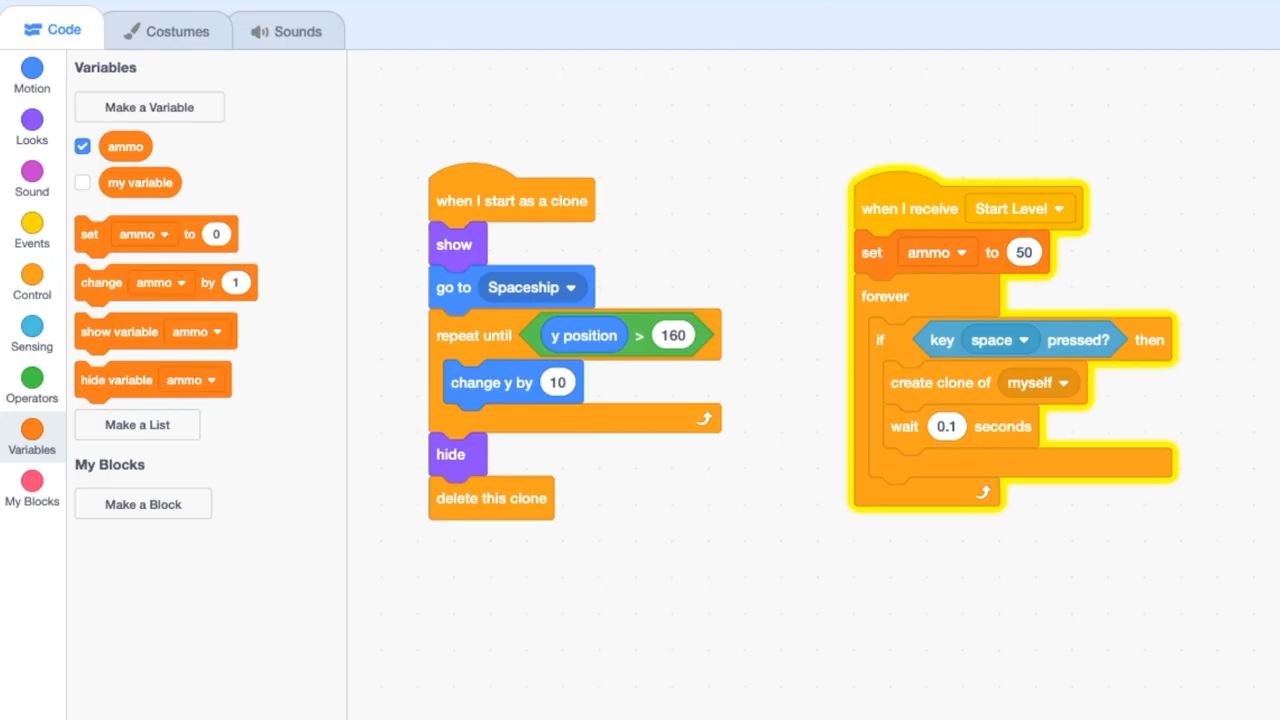 Code
Costumes
Sounds
Motion
Looks
Sound
Events
Control
Sensing
Operators
Variables
My Blocks
Variables
Make a Variable
ammo
my variable
set ammo to 0
change ammo by 1
show variable ammo
hide variable ammo
Make a List
My Blocks
Make a Block
when I start as a clone
show
go to Spaceship
repeat until y position > 160
change y by 10
hide
delete this clone
when I receive Start Level
set ammo to 50
forever
if key space pressed? then
create clone of myself
wait 0.1 seconds